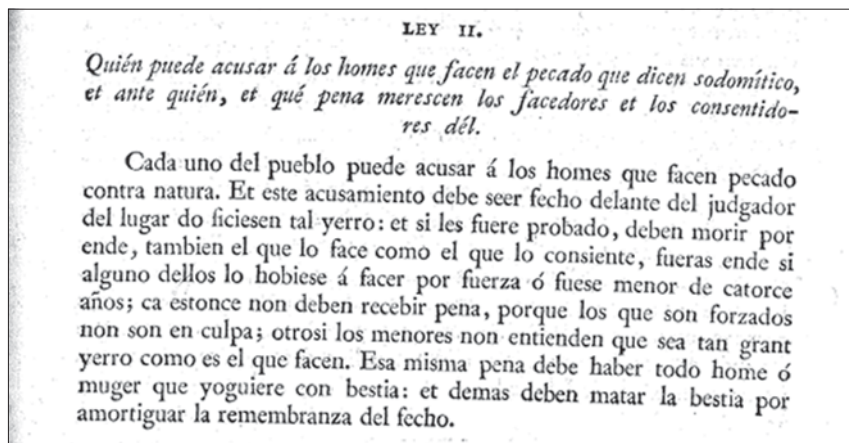 LEY II.
Quién puede acusar á los homes que facen el pecado que dicen sodomítico,
et ante quién, et qué pena merescen los facedores et los consentido-
res dél.
Cada uno del pueblo puede acusar á los homes que facen pecado
contra natura. Et este acusamiento debe seer fecho delante del judgador
del lugar do ficiesen tal yerro: et si les fuere probado, deben morir por
ende, tambien el que lo face como el que lo consiente, fueras ende si
alguno dellos lo hobiese á facer por fuerza ó fuese menor de catorce
años; ca estonce non deben recebir pena, porque los que son forzados
non son en culpa; otrosi los menores non entienden que sea tan grant
yerro como es el que facen. Esa misma pena debe haber todo home ó
muger que yoguiere con bestia: et demas deben matar la bestia por
amortiguar la remembranza del fecho.